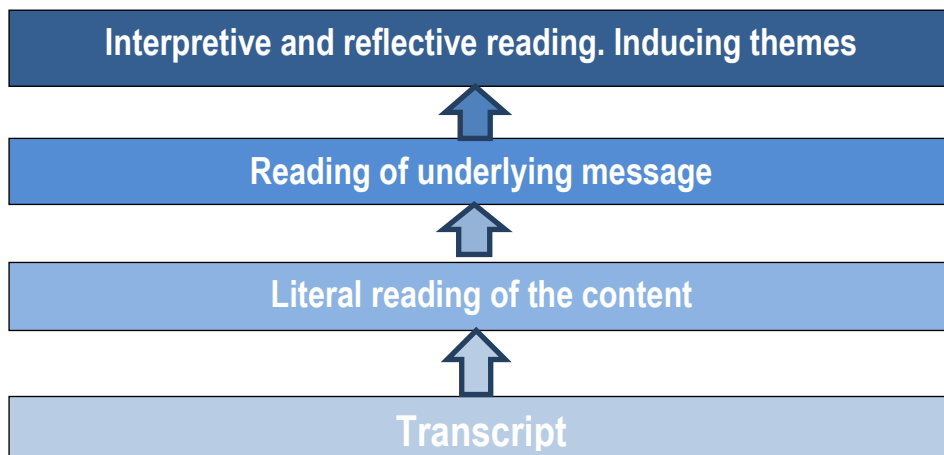 Interpretive and reflective reading. Inducing themes
Reading of underlying message
Literal reading of the content
Transcript